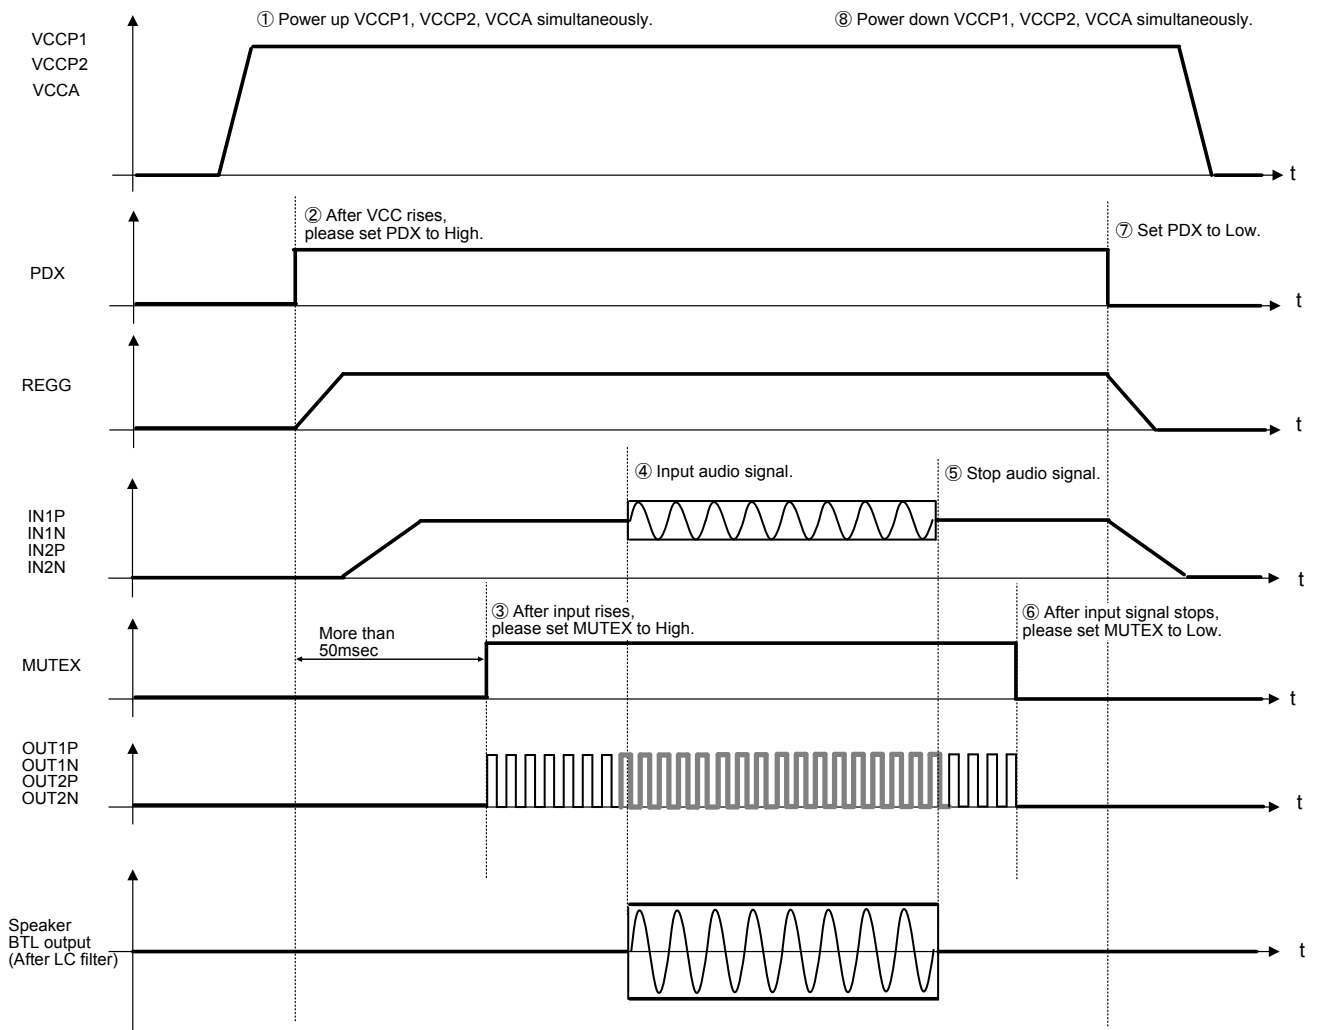 ① Power up VCCP1, VCCP2, VCCA simultaneously.
⑧ Power down VCCP1, VCCP2, VCCA simultaneously.
VCCP1
VCCP2
VCCA
t
② After VCC rises,
please set PDX to High.
⑦ Set PDX to Low.
PDX
t
REGG
t
④ Input audio signal.
⑤ Stop audio signal.
IN1P
IN1N
IN2P
IN2N
t
③ After input rises,
please set MUTEX to High.
⑥ After input signal stops,
please set MUTEX to Low.
More than
50msec
MUTEX
t
OUT1P
OUT1N
OUT2P
OUT2N
t
Speaker
BTL output
(After LC filter)
t